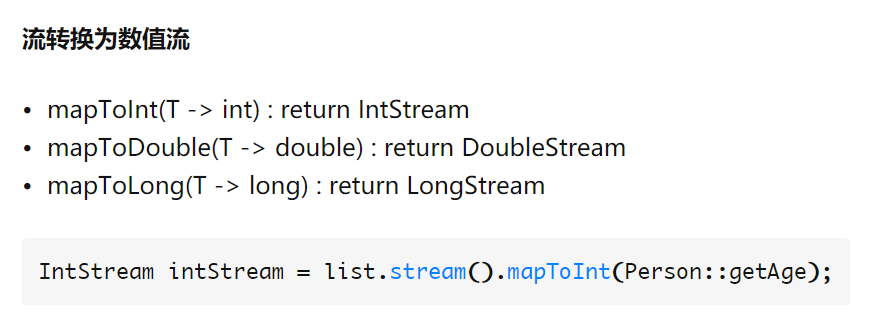 流转换为数值流
• mapToInt(T -> int) : return IntStream
• mapToDouble(T -> double) : return DoubleStream
• mapToLong(T -> long) : return LongStream
IntStream intStream = list.stream().mapToInt(Person::getAge);